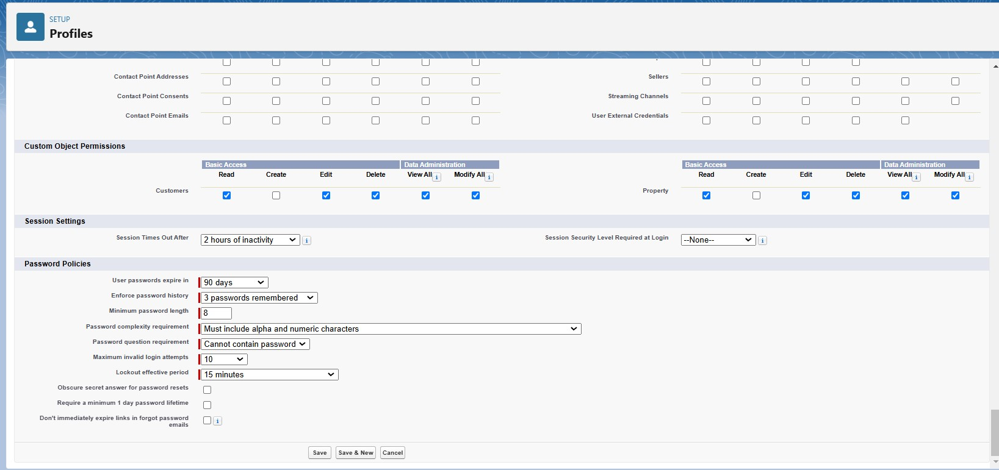 SETUP
Profiles
Contact Point Addresses
Sellers
Contact Point Consents
Streaming Channels
Contact Point Emails
User External Credentials
Custom Object Permissions
Basic Access Data Administration Basic Access Data Administration
Read Create Edit Delete View All i Modify All i Read Create Edit Delete View All i Modify All i
Customers
Property
Session Settings
Session Times Out After 2 hours of inactivity i Session Security Level Required at Login --None-- i
Password Policies
User passwords expire in 90 days
Enforce password history 3 passwords remembered
Minimum password length 8
Password complexity requirement Must include alpha and numeric characters
Password question requirement Cannot contain password
Maximum invalid login attempts 10
Lockout effective period 15 minutes
Obscure secret answer for password resets
Require a minimum 1 day password lifetime
Don't immediately expire links in forgot password
emails i
Save Save & New Cancel